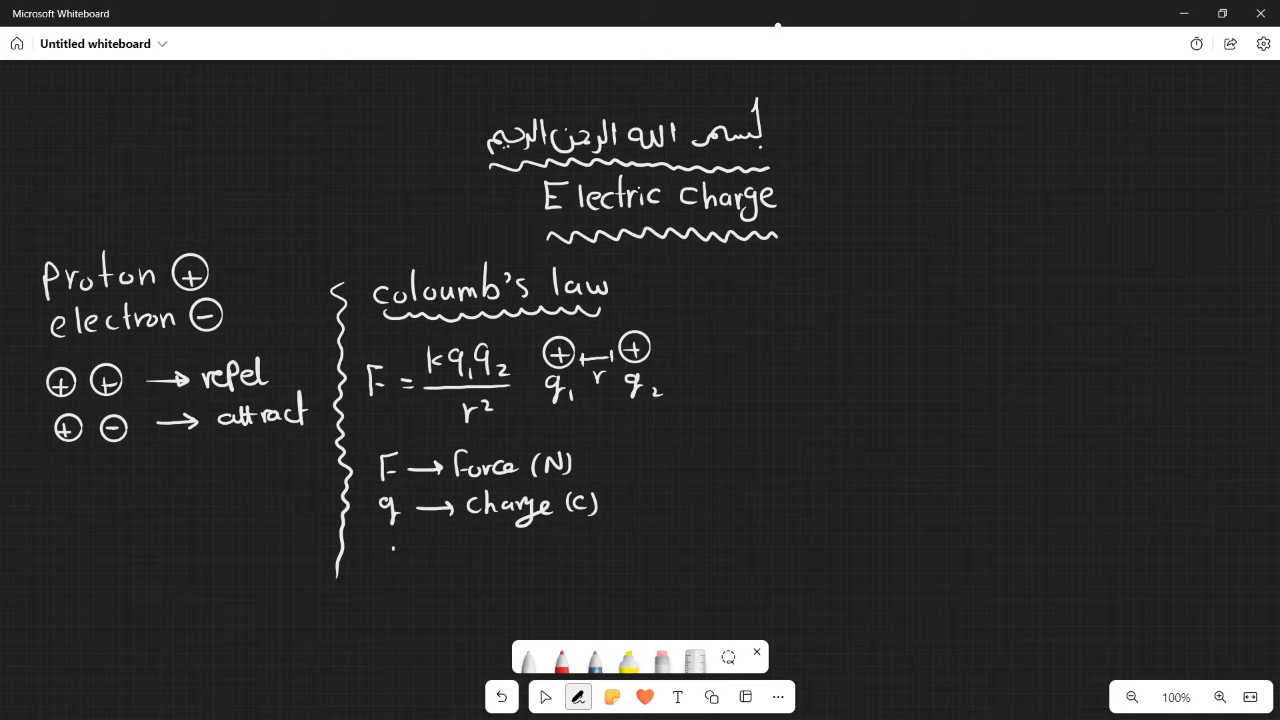 Microsoft Whiteboard
Untitled whiteboard
بسم الله الرحمن الرحيم
Electric charge
proton +
electron -
+ + → repel
+ - → attract
coloumb's law
F = kq₁q₂ / r²
+ r +
q₁ q₂
F → Force (N)
q → charge (C)
100%